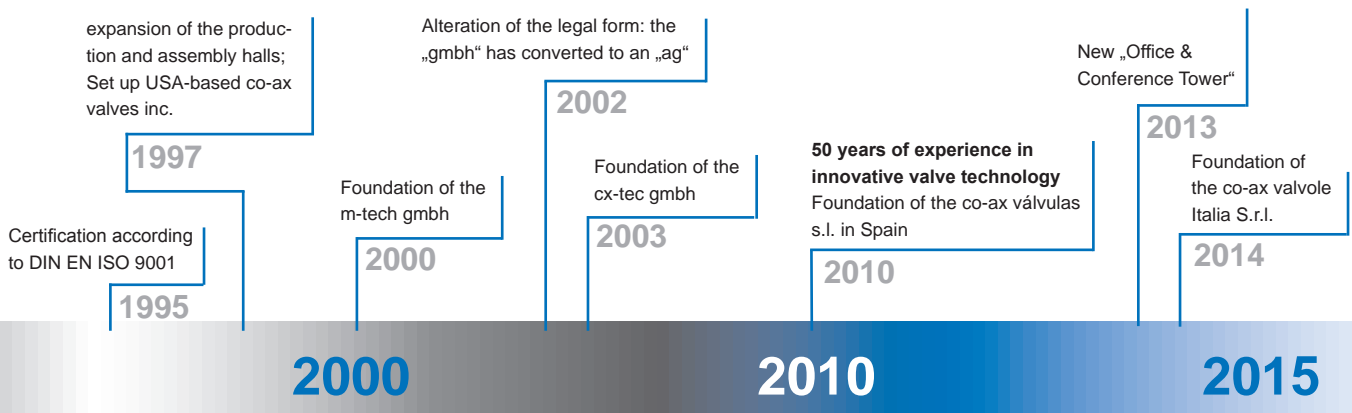 expansion of the produc-
tion and assembly halls;
Set up USA-based co-ax
valves inc.
1997
Certification according
to DIN EN ISO 9001
1995
Foundation of the
m-tech gmbh
2000
Alteration of the legal form: the
„gmbh“ has converted to an „ag“
2002
Foundation of the
cx-tec gmbh
2003
50 years of experience in
innovative valve technology
Foundation of the co-ax válvulas
s.l. in Spain
2010
New „Office &
Conference Tower“
2013
Foundation of
the co-ax valvole
Italia S.r.l.
2014
2000
2010
2015